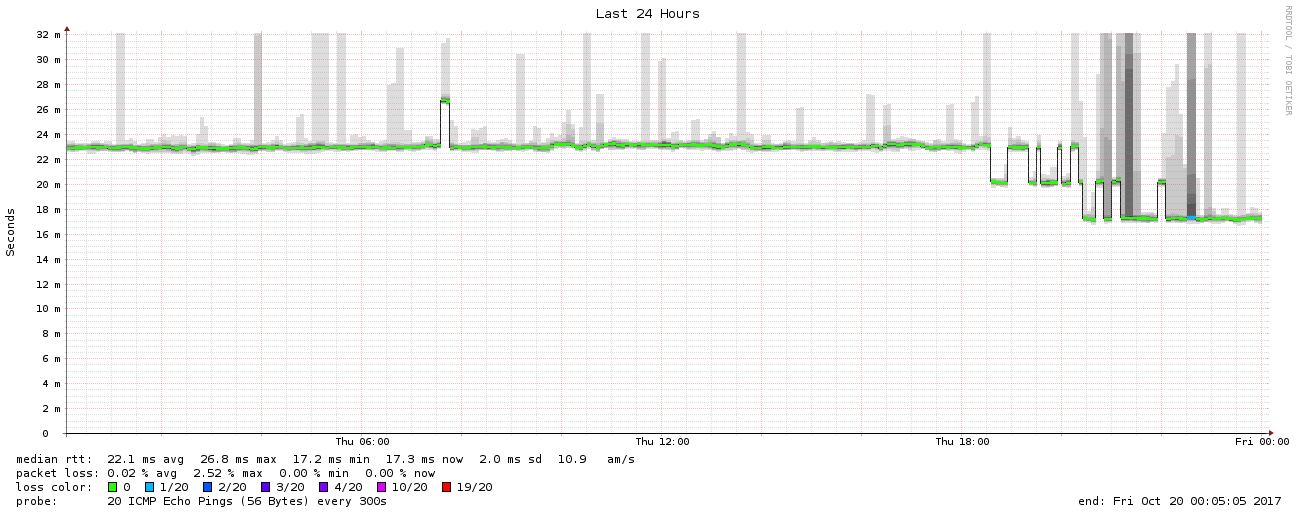 Last 24 Hours
RRDTOOL / TOBI OETIKER
Seconds
32 m
30 m
28 m
26 m
24 m
22 m
20 m
18 m
16 m
14 m
12 m
10 m
8 m
6 m
4 m
2 m
0
Thu 06:00 Thu 12:00 Thu 18:00 Fri 00:00
median rtt: 22.1 ms avg 26.8 ms max 17.2 ms min 17.3 ms now 2.0 ms sd 10.9 am/s
packet loss: 0.02 % avg 2.52 % max 0.00 % min 0.00 % now
loss color: 0 1/20 2/20 3/20 4/20 10/20 19/20
probe: 20 ICMP Echo Pings (56 Bytes) every 300s end: Fri Oct 20 00:05:05 2017